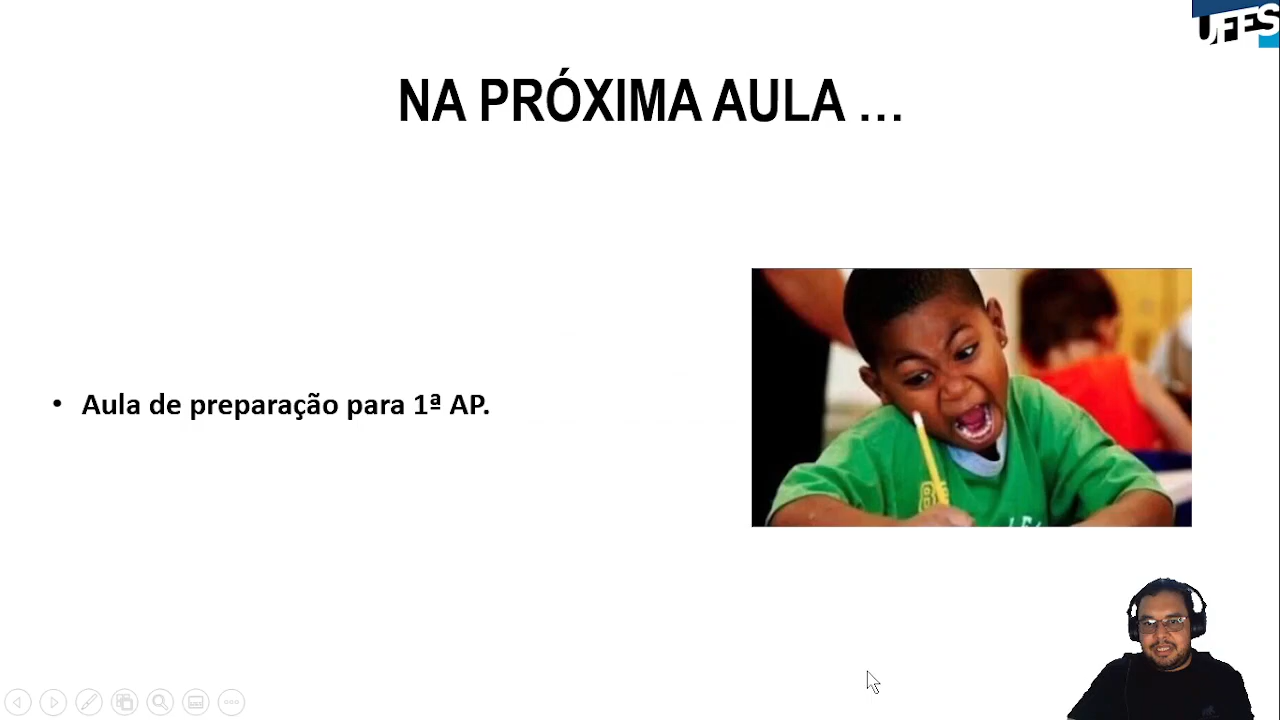 UFES
NA PRÓXIMA AULA ...
• Aula de preparação para 1ª AP.